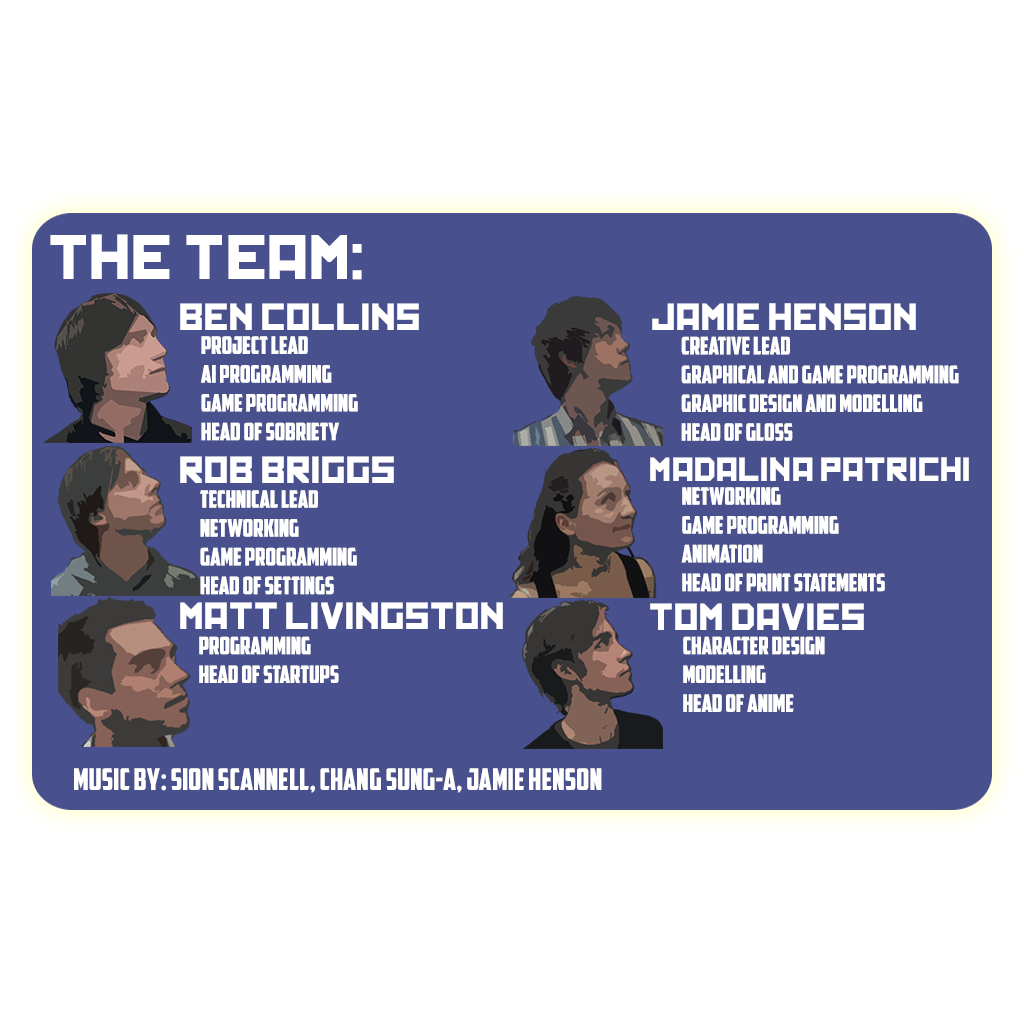 THE TEAM:
BEN COLLINS
PROJECT LEAD
AI PROGRAMMING
GAME PROGRAMMING
HEAD OF SOBRIETY
ROB BRIGGS
TECHNICAL LEAD
NETWORKING
GAME PROGRAMMING
HEAD OF SETTINGS
MATT LIVINGSTON
PROGRAMMING
HEAD OF STARTUPS
JAMIE HENSON
CREATIVE LEAD
GRAPHICAL AND GAME PROGRAMMING
GRAPHIC DESIGN AND MODELLING
HEAD OF GLOSS
MADALINA PATRICHI
NETWORKING
GAME PROGRAMMING
ANIMATION
HEAD OF PRINT STATEMENTS
TOM DAVIES
CHARACTER DESIGN
MODELLING
HEAD OF ANIME
MUSIC BY: SION SCANNELL, CHANG SUNG-A, JAMIE HENSON